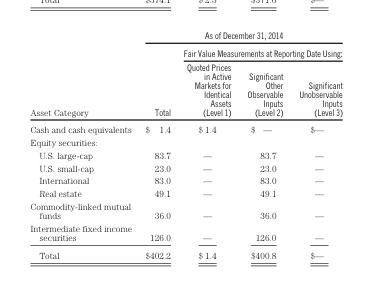 Total $574.1 $ 2.5 $571.6 $—
As of December 31, 2014
Fair Value Measurements at Reporting Date Using:
Quoted Prices
in Active Significant
Markets for Other Significant
Identical Observable Unobservable
Assets Inputs Inputs
Asset Category Total (Level 1) (Level 2) (Level 3)
Cash and cash equivalents $ 1.4 $ 1.4 $ — $—
Equity securities:
U.S. large-cap 83.7 — 83.7 —
U.S. small-cap 23.0 — 23.0 —
International 83.0 — 83.0 —
Real estate 49.1 — 49.1 —
Commodity-linked mutual
funds 36.0 — 36.0 —
Intermediate fixed income
securities 126.0 — 126.0 —
Total $402.2 $ 1.4 $400.8 $—